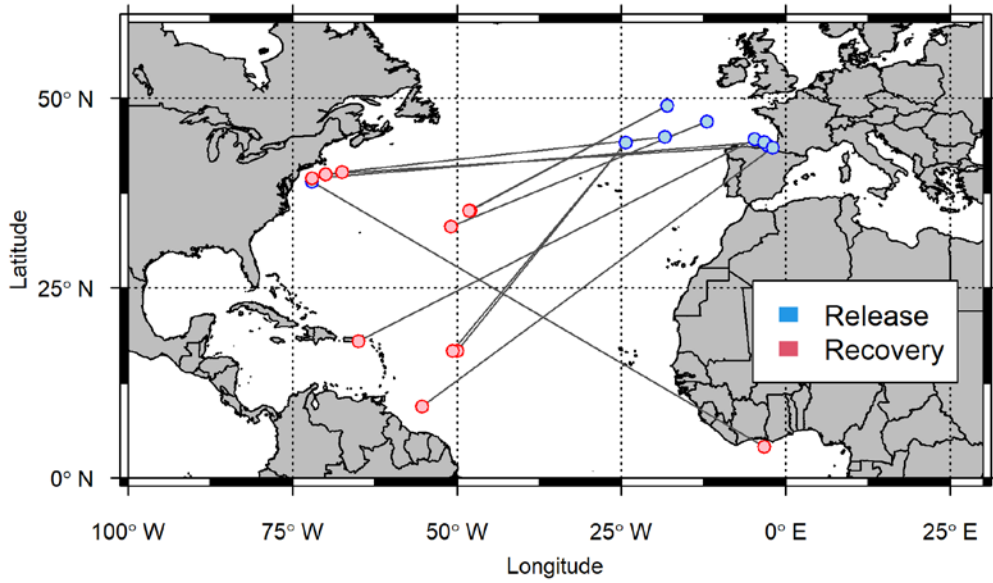 50° N
25° N
0° N
Latitude
100° W 75° W 50° W 25° W 0° E 25° E
Longitude
Release
Recovery